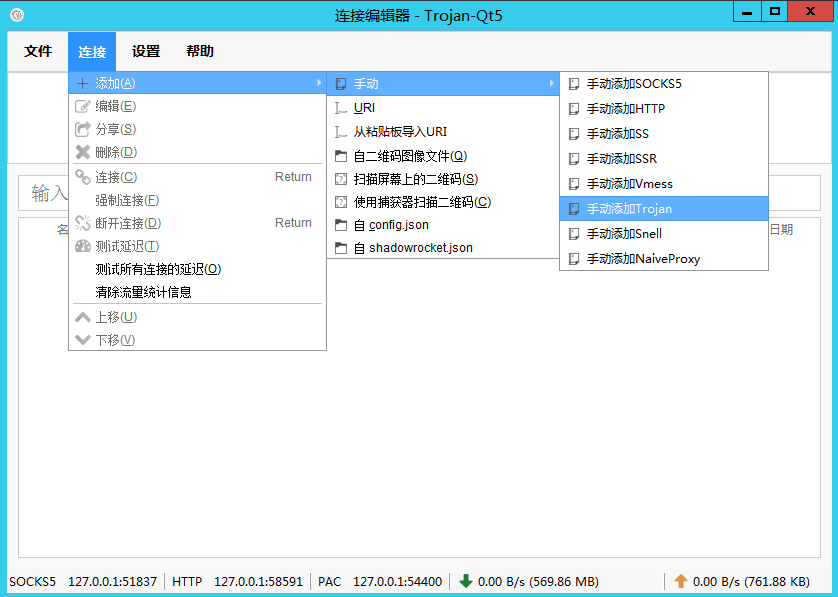 连接编辑器 - Trojan-Qt5
文件 连接 设置 帮助
添加(A)
编辑(E)
分享(S)
删除(D)
连接(C) Return
强制连接(F)
断开连接(D) Return
测试延迟(T)
测试所有连接的延迟(O)
清除流量统计信息
上移(U)
下移(V)
手动
URI
从粘贴板导入URI
自二维码图像文件(Q)
扫描屏幕上的二维码(S)
使用捕获器扫描二维码(C)
自 config.json
自 shadowrocket.json
手动添加SOCKS5
手动添加HTTP
手动添加SS
手动添加SSR
手动添加Vmess
手动添加Trojan
手动添加Snell
手动添加NaiveProxy
输入
日期
SOCKS5 127.0.0.1:51837 HTTP 127.0.0.1:58591 PAC 127.0.0.1:54400 0.00 B/s (569.86 MB) 0.00 B/s (761.88 KB)